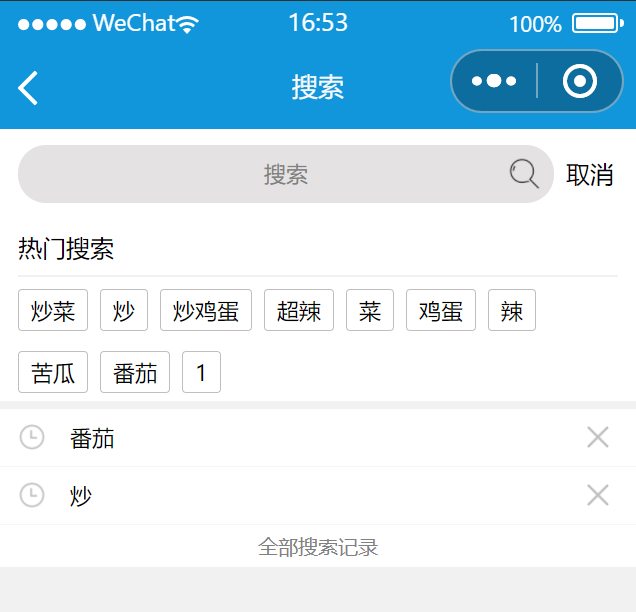 WeChat 16:53 100%
搜索
搜索 取消
热门搜索
炒菜 炒 炒鸡蛋 超辣 菜 鸡蛋 辣
苦瓜 番茄 1
番茄
炒
全部搜索记录